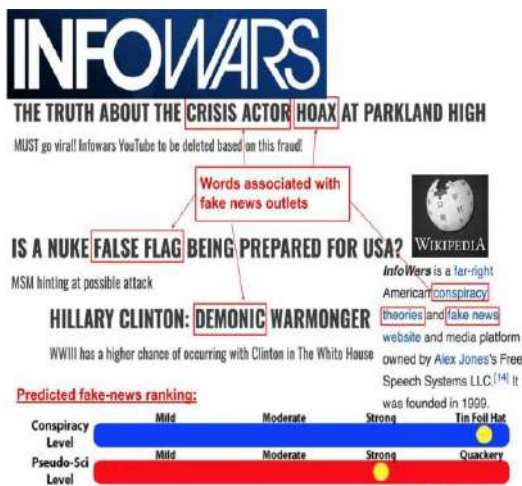 INFOWARS
THE TRUTH ABOUT THE CRISIS ACTOR HOAX AT PARKLAND HIGH
MUST go viral! Infowars YouTube to be deleted based on this fraud!
Words associated with
fake news outlets
WIKIPEDIA
IS A NUKE FALSE FLAG BEING PREPARED FOR USA?
MSM hinting at possible attack
HILLARY CLINTON: DEMONIC WARMONGER
WWIII has a higher chance of occurring with Clinton in The White House
InfoWars is a far-right
American conspiracy
theories and fake news
website and media platform
owned by Alex Jones's Free
Speech Systems LLC.[14] It
was founded in 1999.
Predicted fake-news ranking:
Conspiracy Level
Mild Moderate Strong Tin Foil Hat
Pseudo-Sci Level
Mild Moderate Strong Quackery